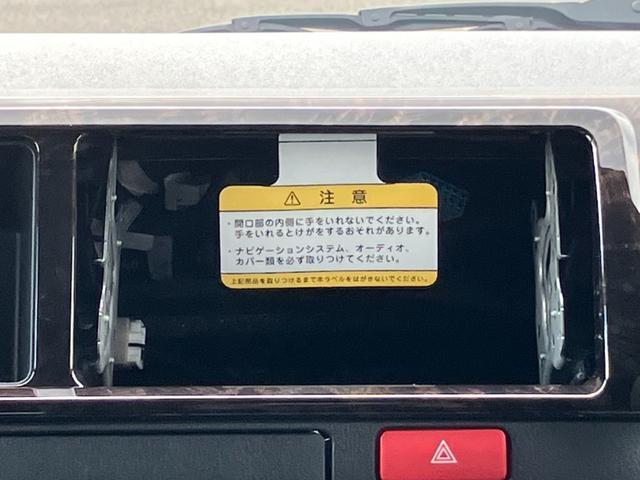 注意
・開口部の内側に手をいれないでください。
手をいれるとけがをするおそれがあります。
・ナビゲーションシステム、オーディオ、
カバー類を必ず取りつけてください。
上記部品を取りつけるまで本ラベルをはがさないでください。